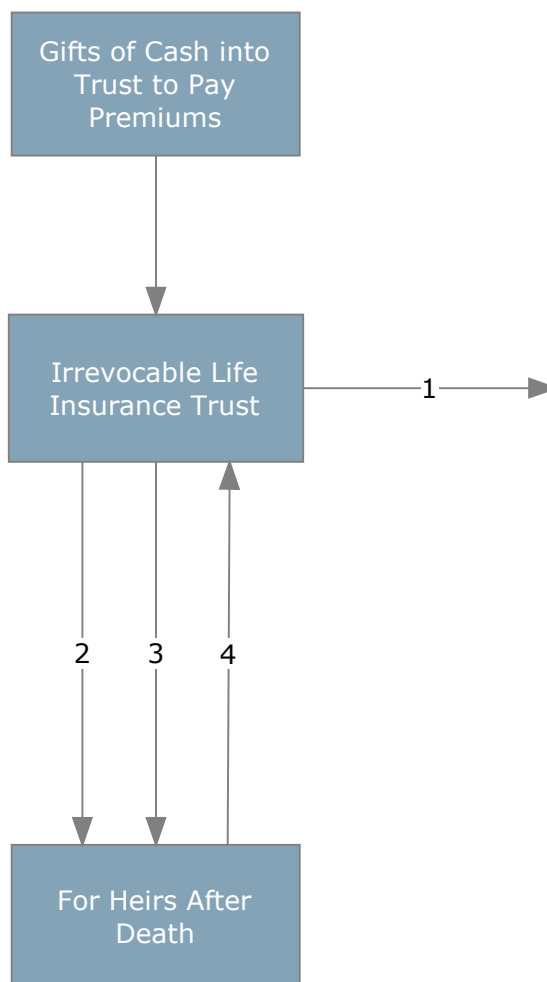 Gifts of Cash into
Trust to Pay
Premiums
Irrevocable Life
Insurance Trust
1
2 3 4
For Heirs After
Death